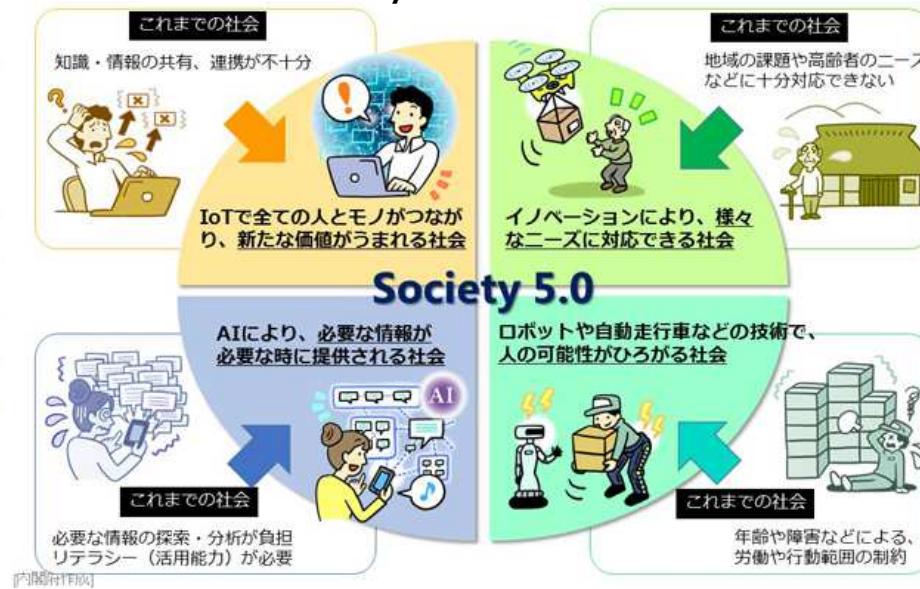 これまでの社会
知識・情報の共有、連携が不十分
IoTで全ての人とモノがつなが
り、新たな価値がうまれる社会
これまでの社会
地域の課題や高齢者のニーズ
などに十分対応できない
イノベーションにより、様々
なニーズに対応できる社会
Society 5.0
AIにより、必要な情報が
必要な時に提供される社会
AI
これまでの社会
必要な情報の探索・分析が負担
リテラシー（活用能力）が必要
ロボットや自動走行車などの技術で、
人の可能性がひろがる社会
これまでの社会
年齢や障害などによる、
労働や行動範囲の制約
[内閣府作成]